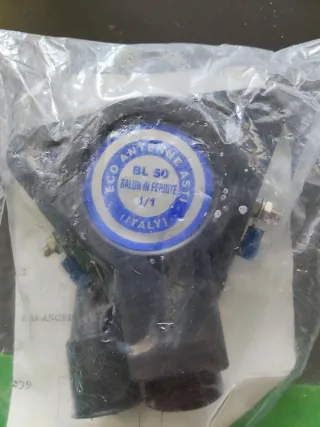 ECO ANTENNE ASTI
BL 50
BALUN IN FERRITE
1/1
(ITALY)